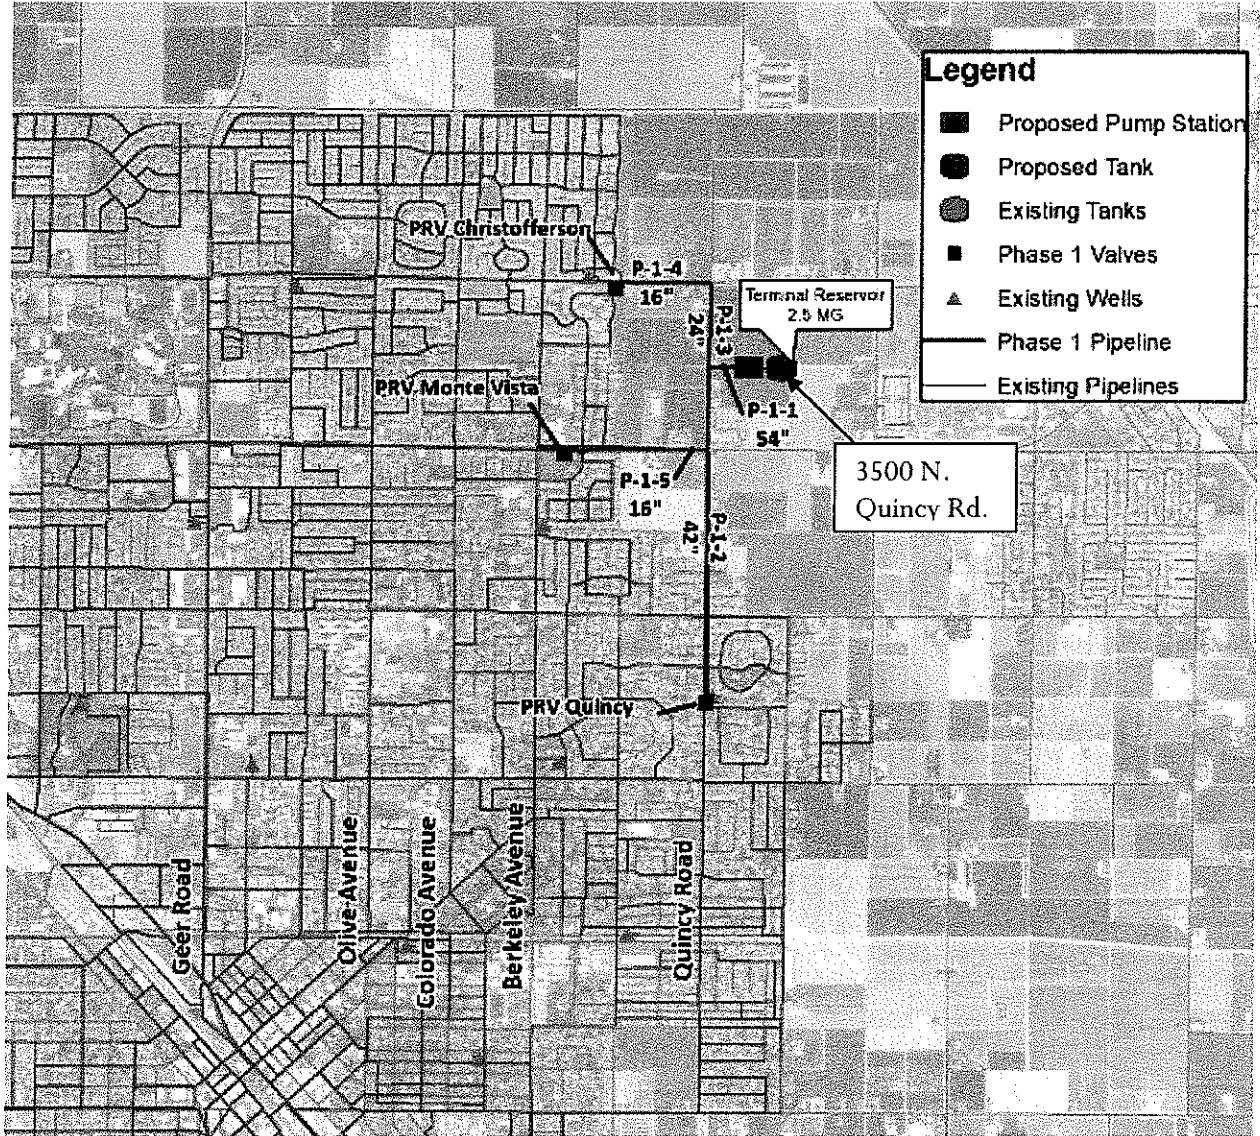 Legend
Proposed Pump Station
Proposed Tank
Existing Tanks
Phase 1 Valves
Existing Wells
Phase 1 Pipeline
Existing Pipelines
PRV Christofferson
P-1-4
16"
Terminal Reservoir
2.5 MG
P-1-3
24"
PRV Monte Vista
P-1-1
54"
3500 N.
Quincy Rd.
P-1-5
16"
P-1-2
42"
PRV Quincy
Geer Road
Olive Avenue
Colorado Avenue
Berkeley Avenue
Quincy Road